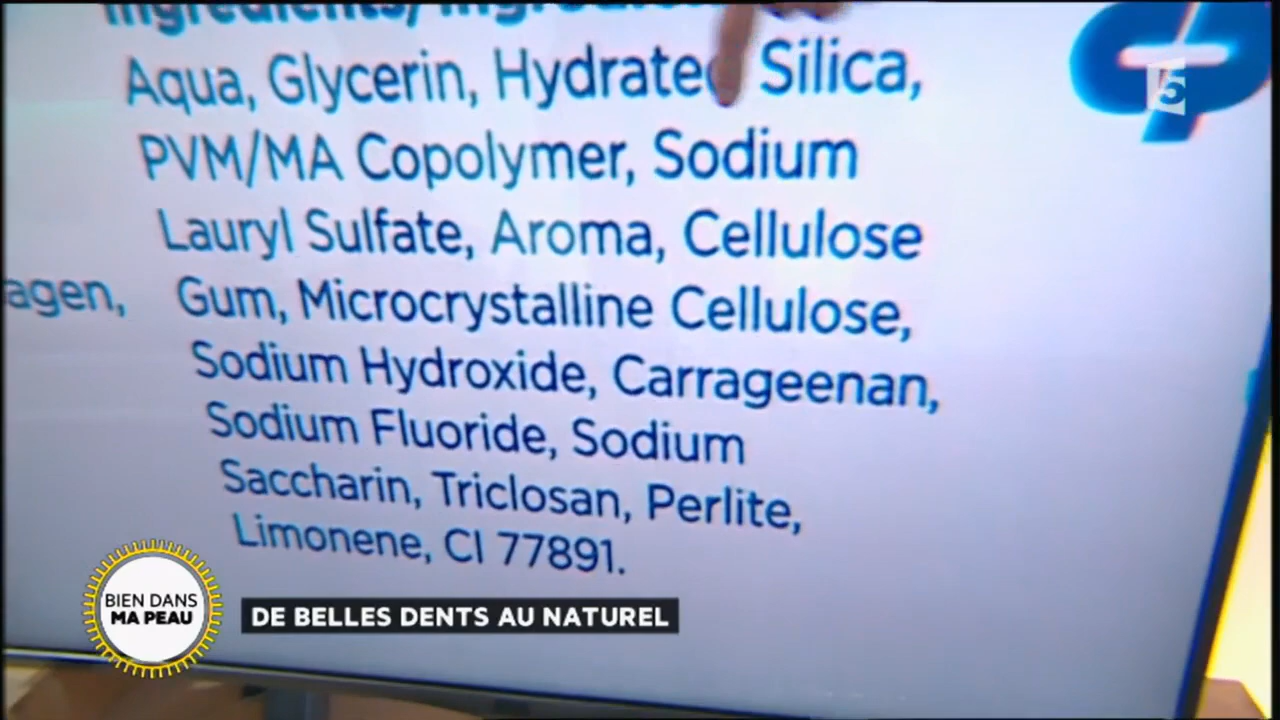 Ingredients/
Aqua, Glycerin, Hydrated Silica,
PVM/MA Copolymer, Sodium
Lauryl Sulfate, Aroma, Cellulose
agen,
Gum, Microcrystalline Cellulose,
Sodium Hydroxide, Carrageenan,
Sodium Fluoride, Sodium
Saccharin, Triclosan, Perlite,
Limonene, CI 77891.
5
BIEN DANS
MA PEAU
DE BELLES DENTS AU NATUREL